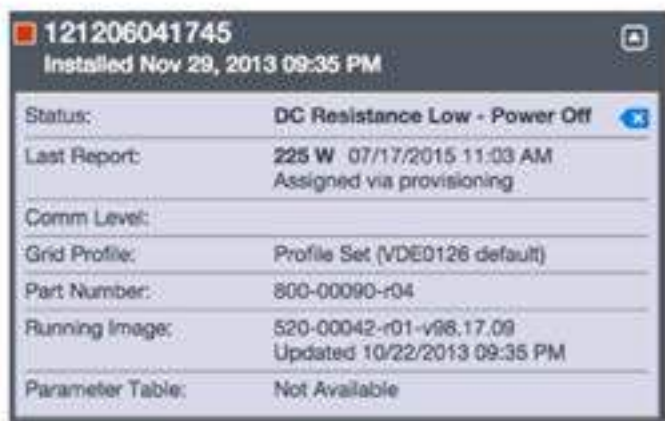 121206041745
Installed Nov 29, 2013 09:35 PM
Status: DC Resistance Low - Power Off
Last Report: 225 W 07/17/2015 11:03 AM
Assigned via provisioning
Comm Level:
Grid Profile: Profile Set (VDE0126 default)
Part Number: 800-00090-r04
Running Image: 520-00042-r01-v98.17.09
Updated 10/22/2013 09:35 PM
Parameter Table: Not Available